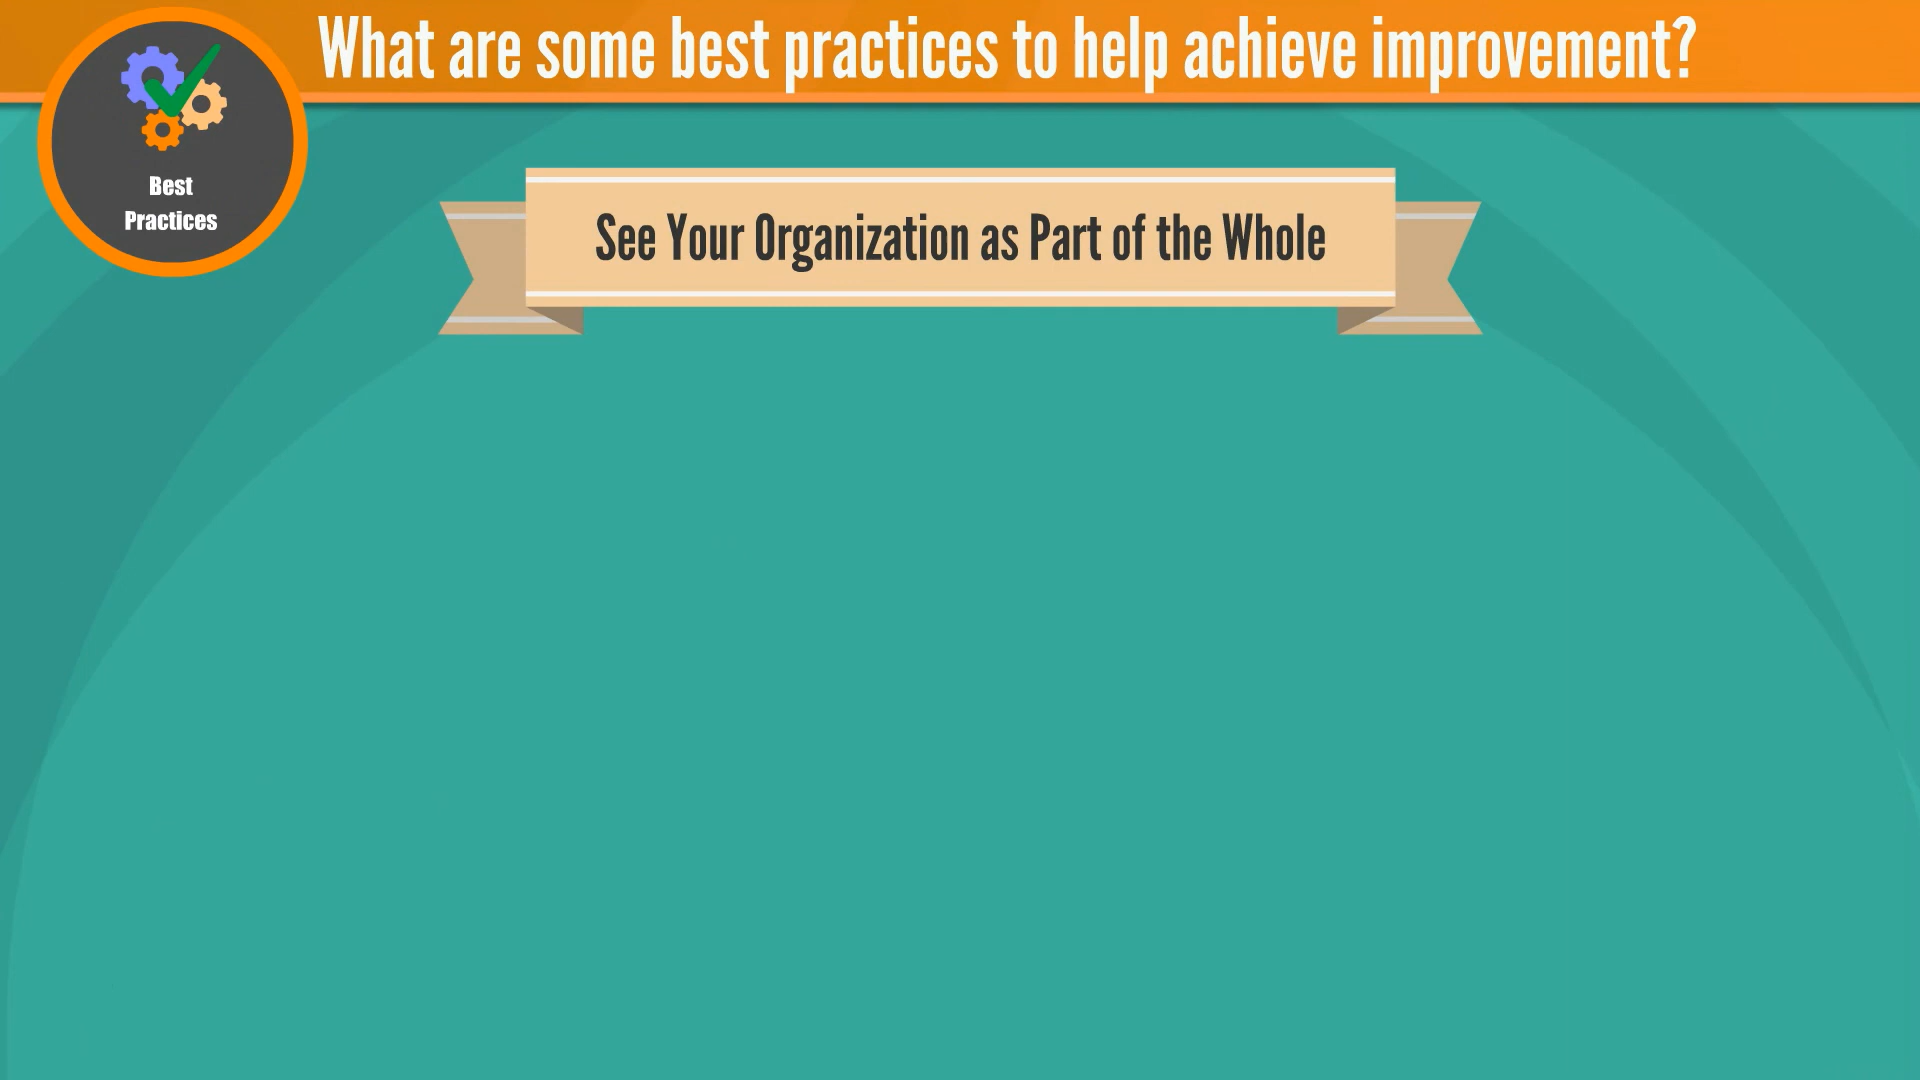 What are some best practices to help achieve improvement?
Best
Practices
See Your Organization as Part of the Whole